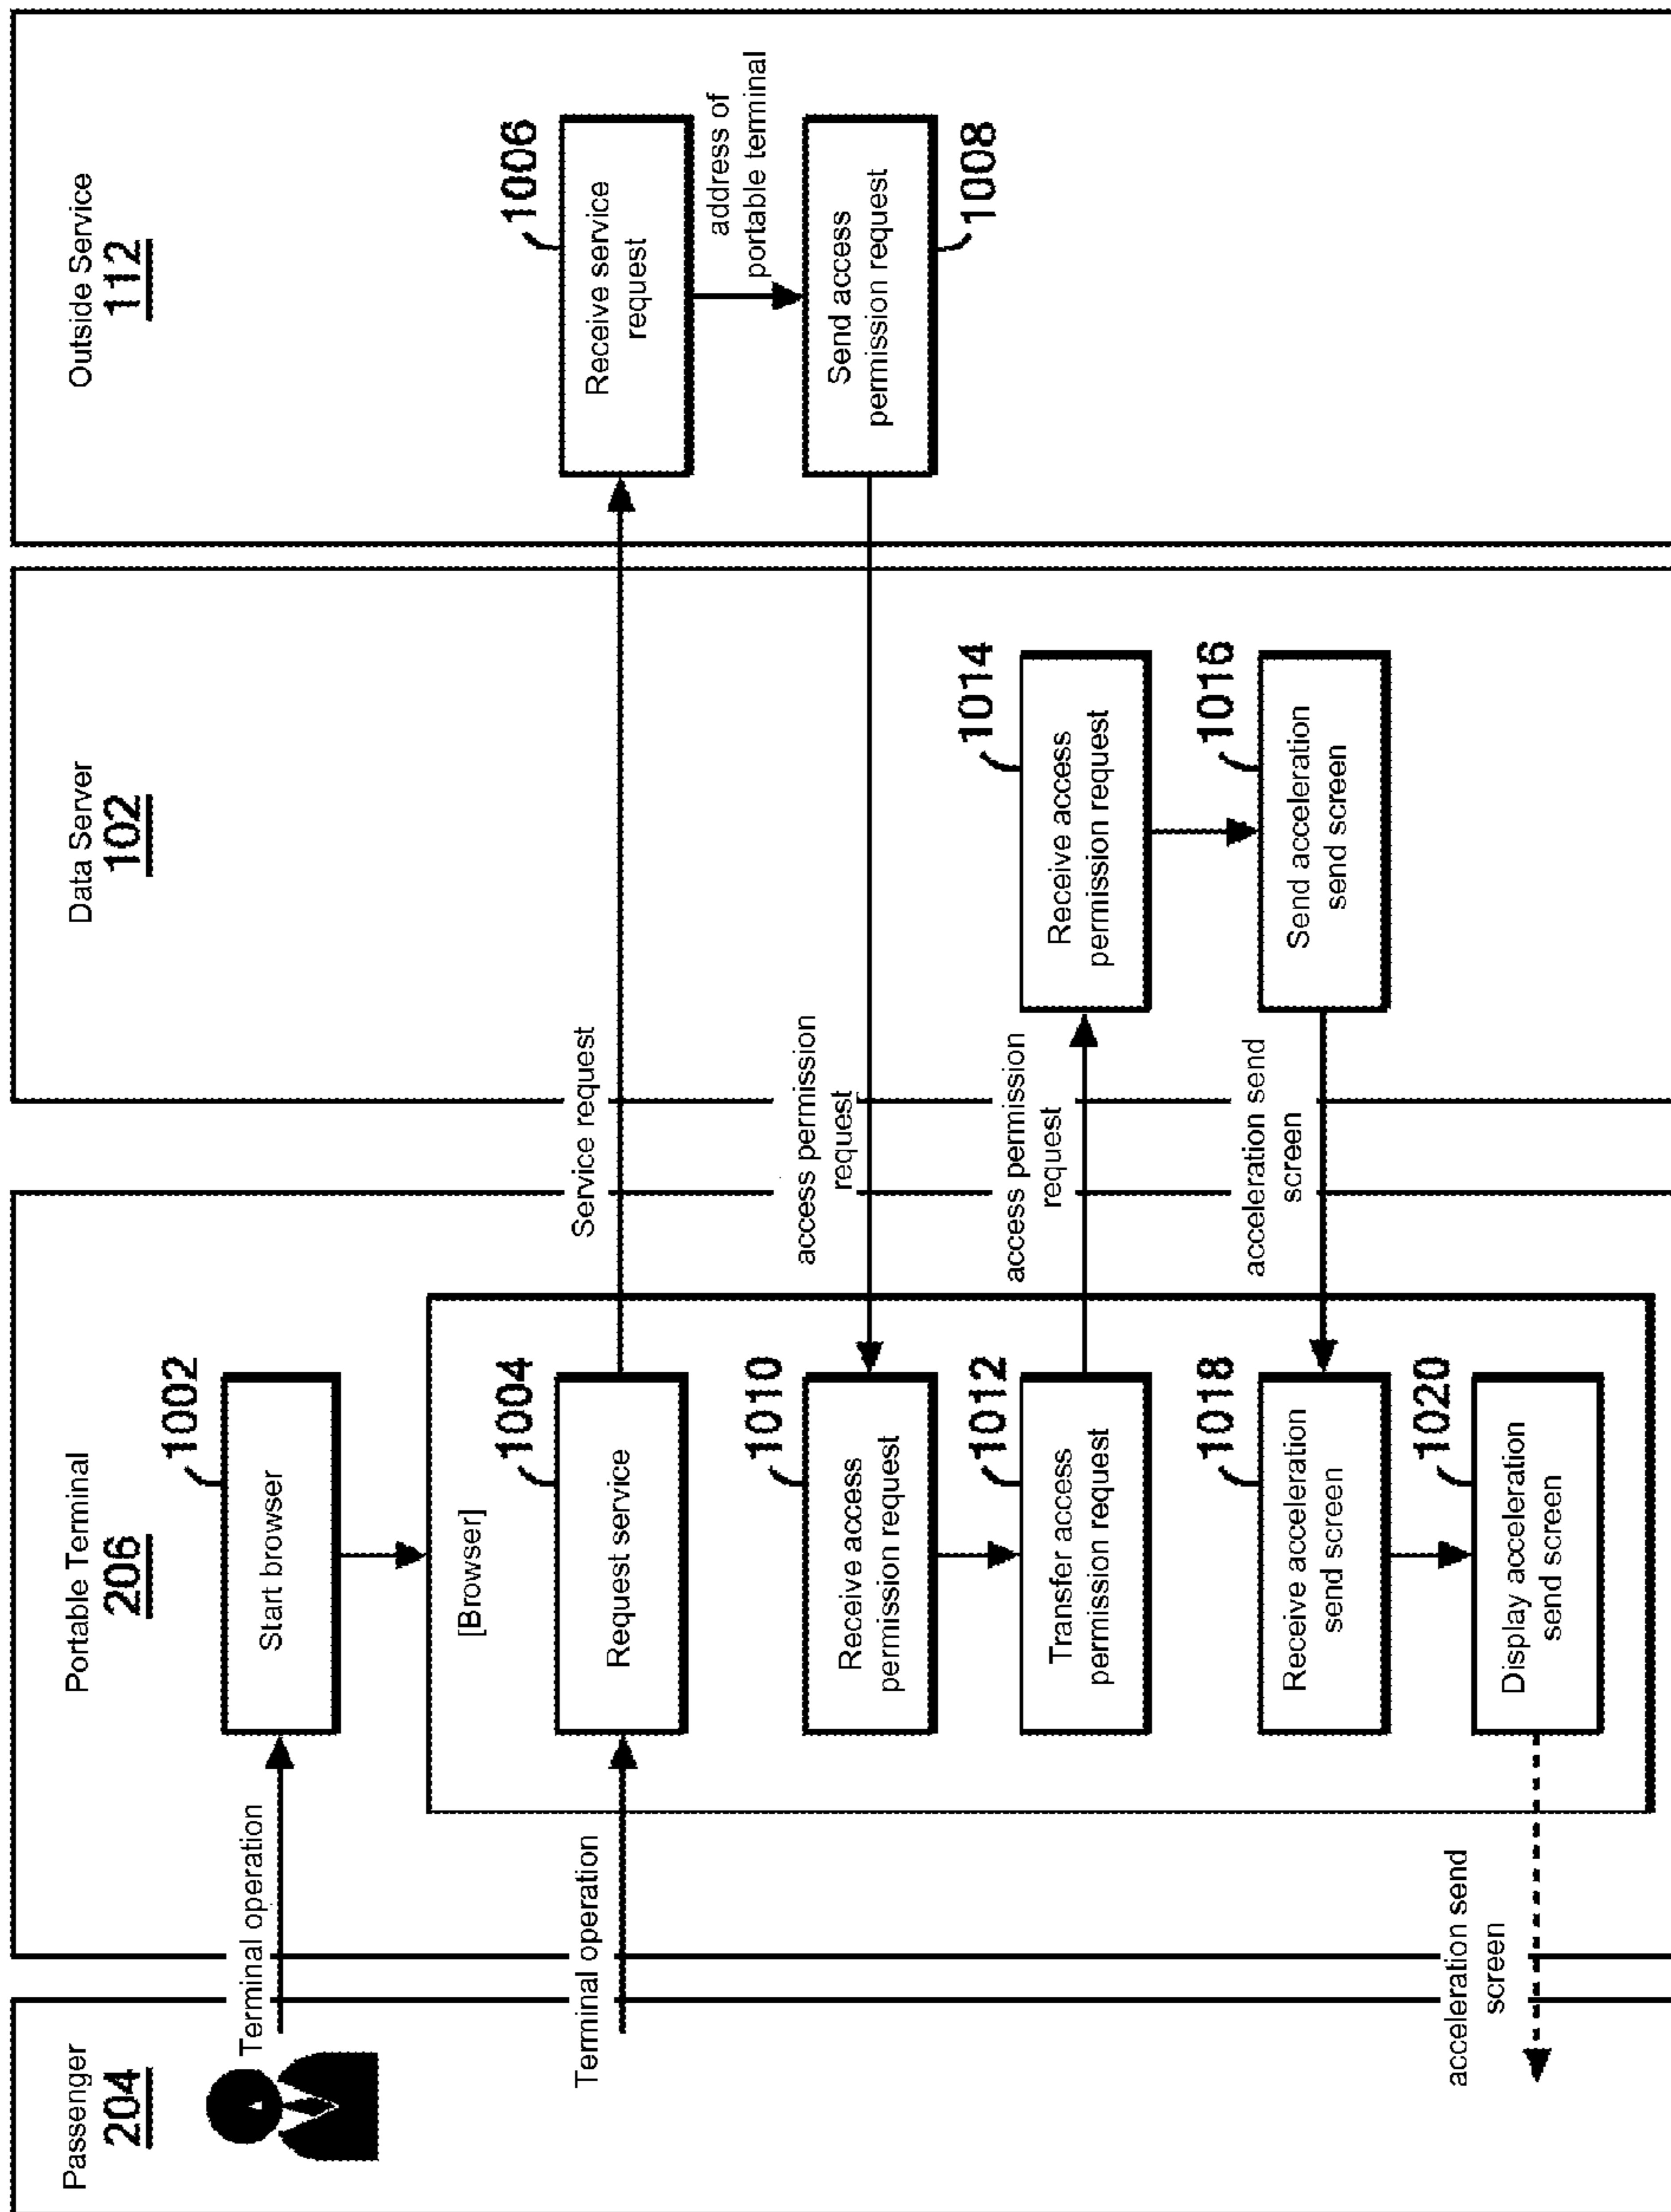 Passenger
204
Portable Terminal
206
Data Server
102
Outside Service
112
Terminal operation
1002
Start browser
[Browser]
Terminal operation
1004
Request service
Service request
1006
Receive service
request
address of
portable terminal
1008
Send access
permission request
access permission
request
1010
Receive access
permission request
1012
Transfer access
permission request
access permission
request
1014
Receive access
permission request
1016
Send acceleration
send screen
acceleration send
screen
1018
Receive acceleration
send screen
1020
Display acceleration
send screen
acceleration send
screen